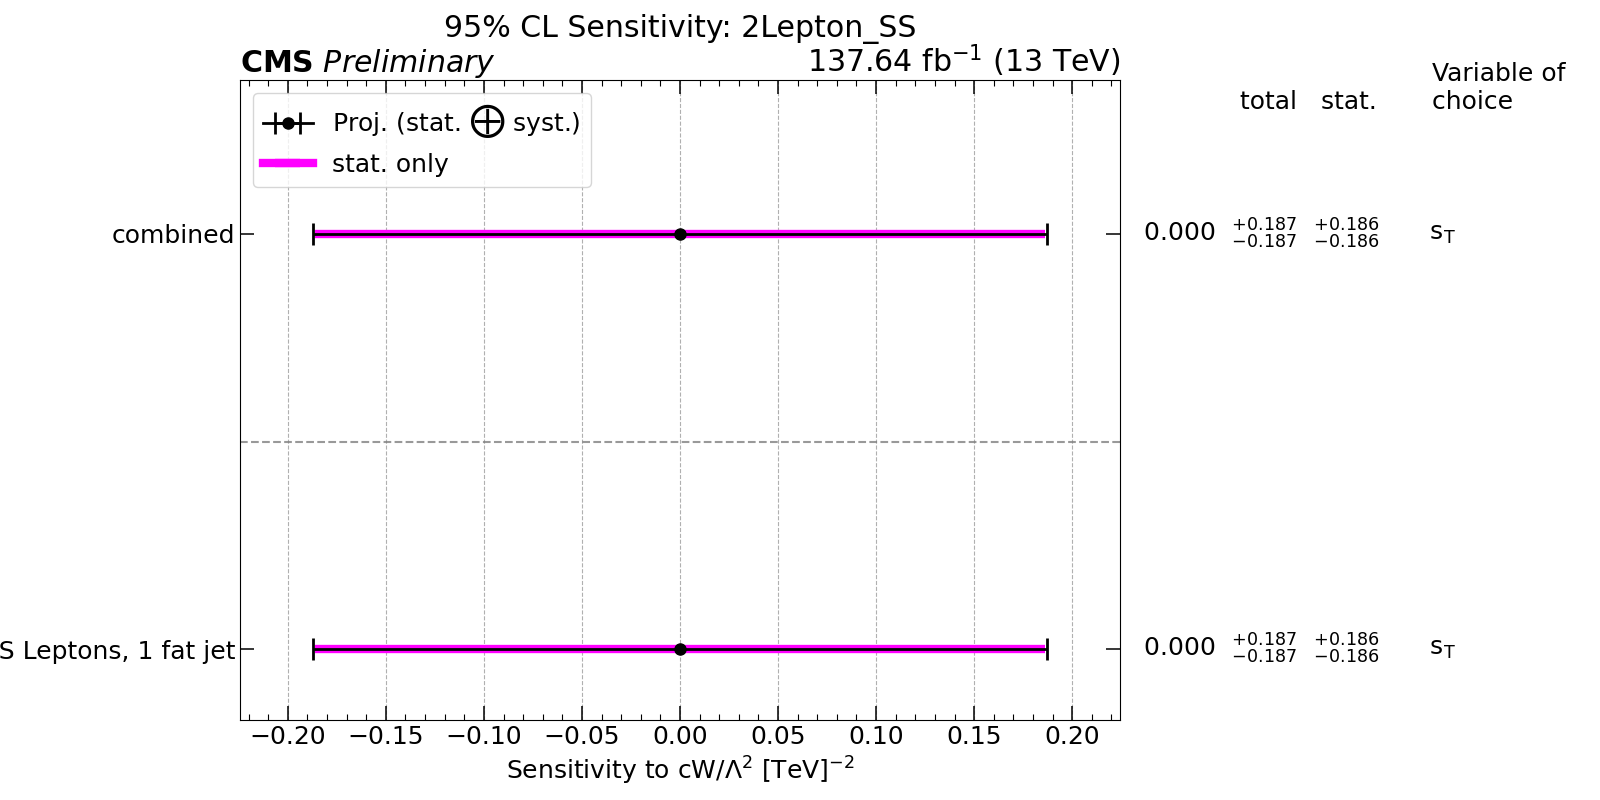 95% CL Sensitivity: 2Lepton_SS
CMS Preliminary 137.64 fb⁻¹ (13 TeV)
Variable of
total stat. choice
Proj. (stat. ⊕ syst.)
stat. only
combined 0.000 +0.187 −0.187 +0.186 −0.186 s_T
S Leptons, 1 fat jet 0.000 +0.187 −0.187 +0.186 −0.186 s_T
−0.20 −0.15 −0.10 −0.05 0.00 0.05 0.10 0.15 0.20
Sensitivity to cW/Λ² [TeV]⁻²